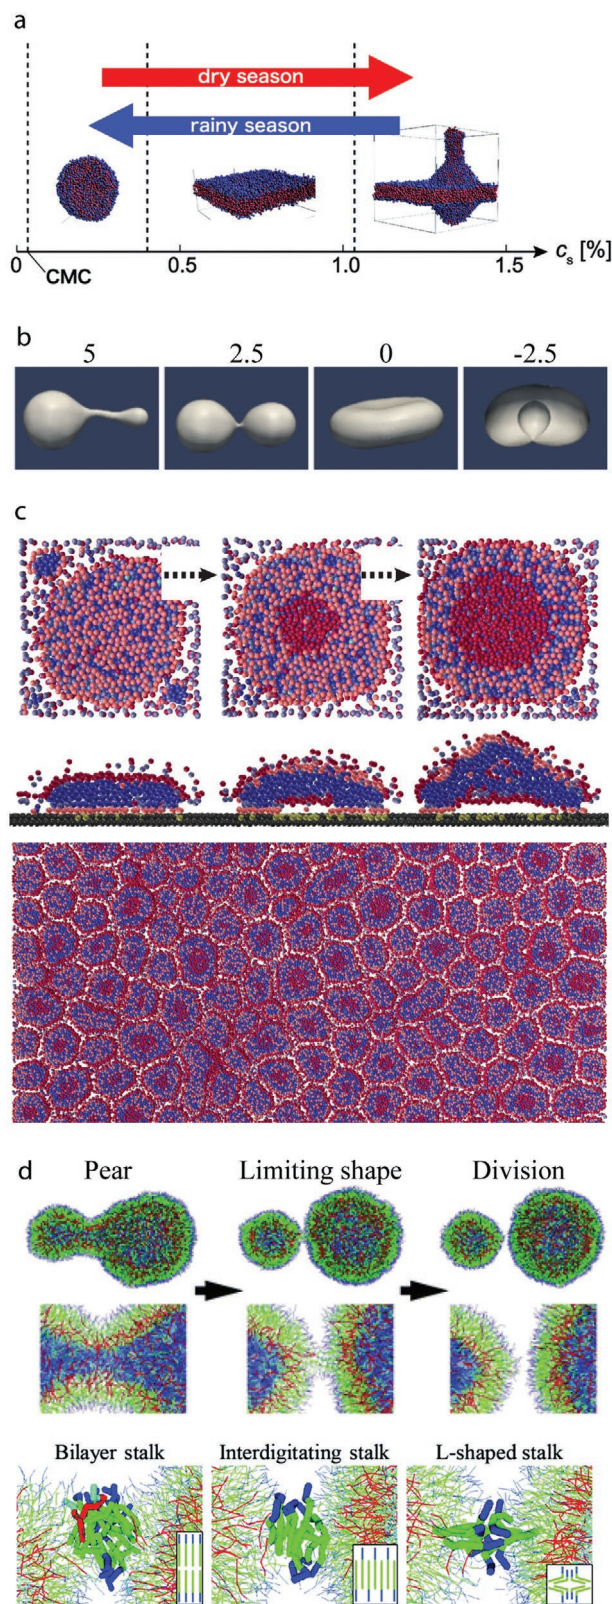 a
dry season
rainy season
0
0.5
1.0
1.5
cs [%]
CMC
b
5
2.5
0
-2.5
c
d
Pear
Limiting shape
Division
Bilayer stalk
Interdigitating stalk
L-shaped stalk